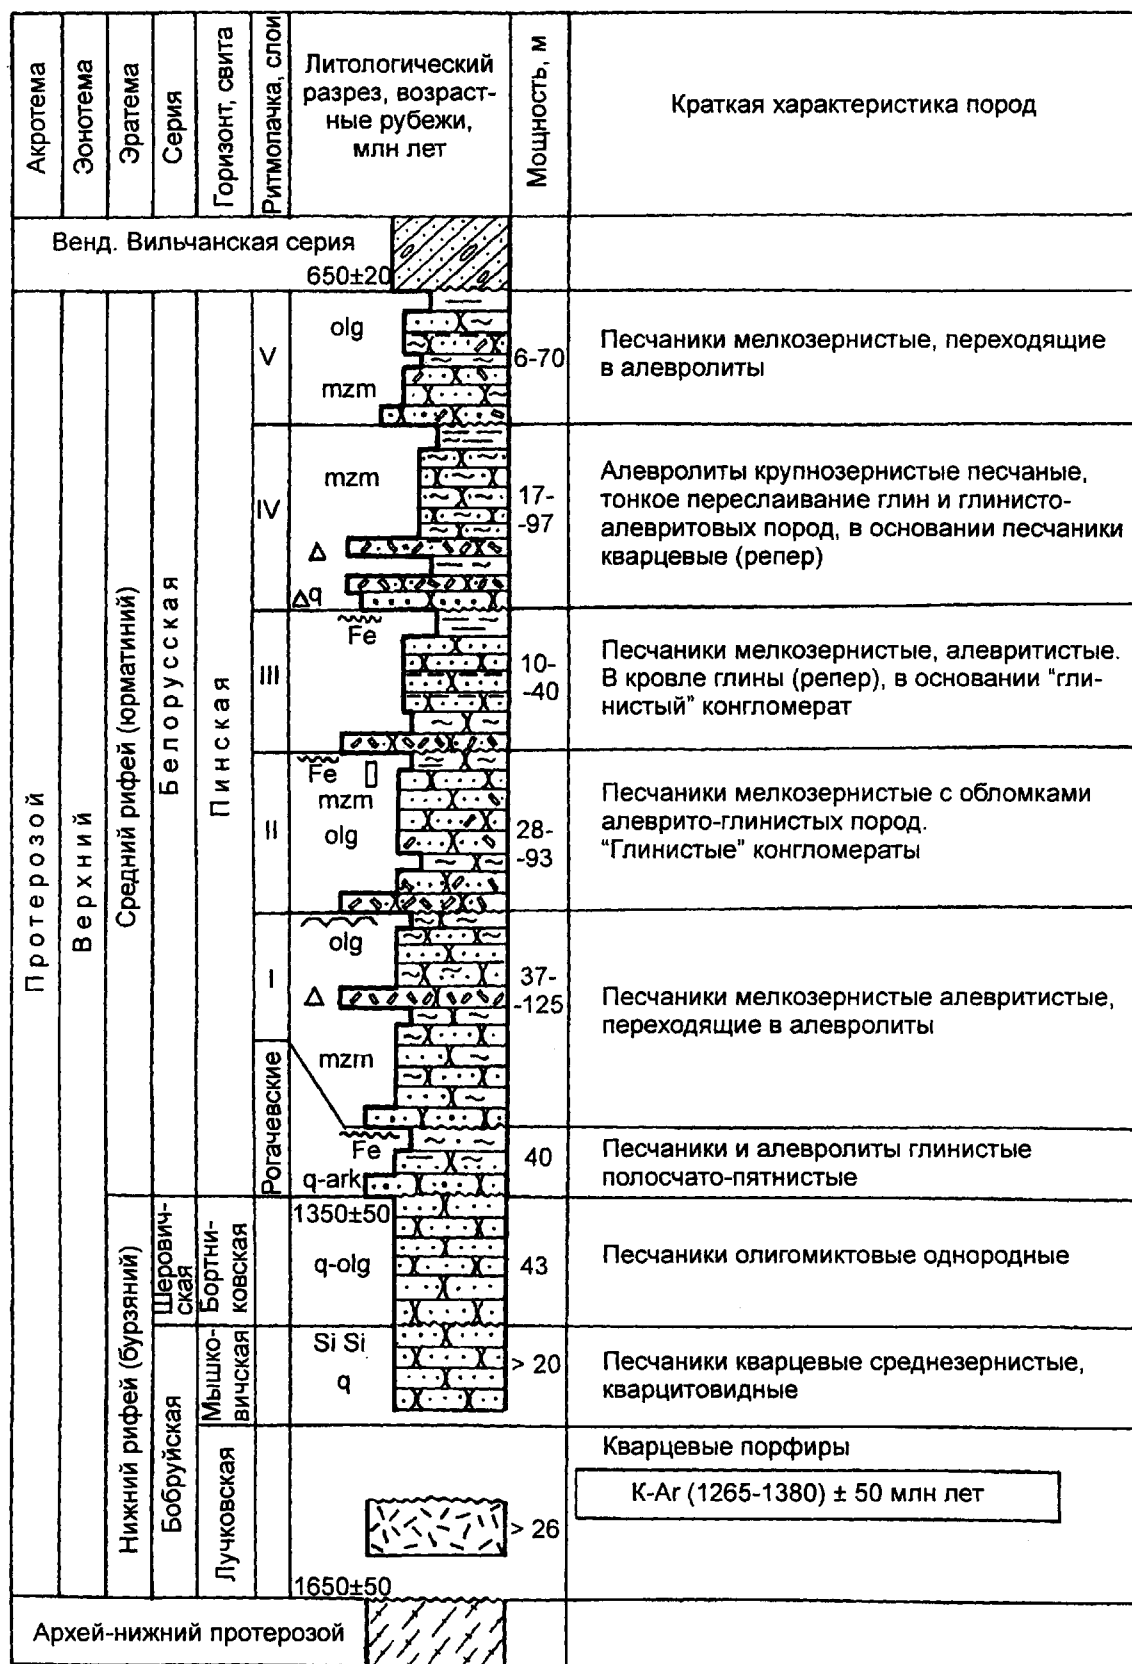 Акротема
Эонотема
Эратема
Серия
Горизонт, свита
Ритмопачка, слои
Литологический
разрез, возраст-
ные рубежи,
млн лет
Мощность, м
Краткая характеристика пород
Венд. Вильчанская серия
650±20
Протерозой
Верхний
Средний рифей (юрматиний)
Белорусская
Пинская
V
olg
mzm
6-70
Песчаники мелкозернистые, переходящие
в алевролиты
IV
mzm
Δ
Δq
17-
-97
Алевролиты крупнозернистые песчаные,
тонкое переслаивание глин и глинисто-
алевритовых пород, в основании песчаники
кварцевые (репер)
III
Fe
10-
-40
Песчаники мелкозернистые, алевритистые.
В кровле глины (репер), в основании "гли-
нистый" конгломерат
II
Fe
mzm
olg
28-
-93
Песчаники мелкозернистые с обломками
алеврито-глинистых пород.
"Глинистые" конгломераты
I
olg
Δ
mzm
37-
-125
Песчаники мелкозернистые алевритистые,
переходящие в алевролиты
Рогачевские
Fe
q-ark
40
Песчаники и алевролиты глинистые
полосчато-пятнистые
Нижний рифей (бурзяний)
Шерович-
ская
Бортни-
ковская
1350±50
q-olg
43
Песчаники олигомиктовые однородные
Бобруйская
Мышко-
вичская
Si Si
q
> 20
Песчаники кварцевые среднезернистые,
кварцитовидные
Лучковская
> 26
Кварцевые порфиры
К-Ar (1265-1380) ± 50 млн лет
1650±50
Архей-нижний протерозой